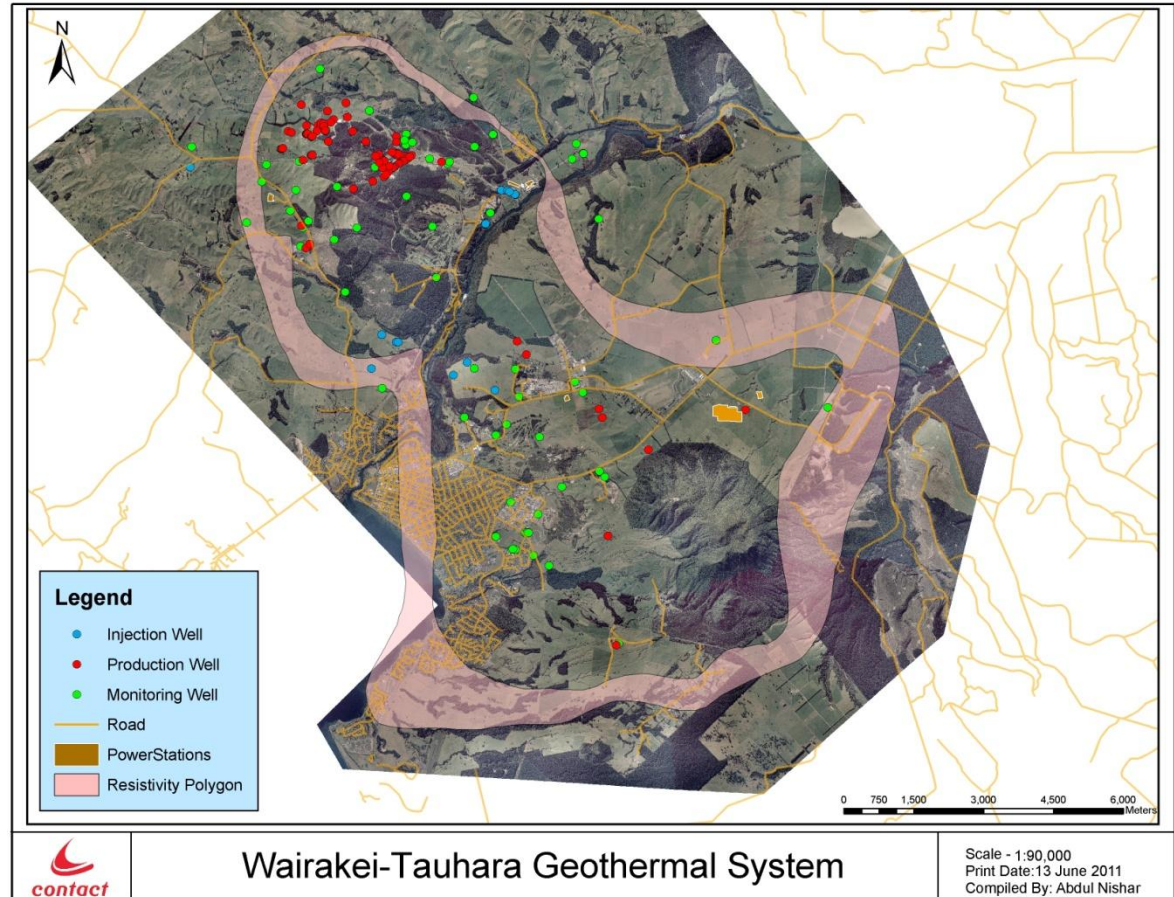 N
Legend
Injection Well
Production Well
Monitoring Well
Road
PowerStations
Resistivity Polygon
0 750 1,500 3,000 4,500 6,000
Meters
contact
Wairakei-Tauhara Geothermal System
Scale - 1:90,000
Print Date:13 June 2011
Compiled By: Abdul Nishar